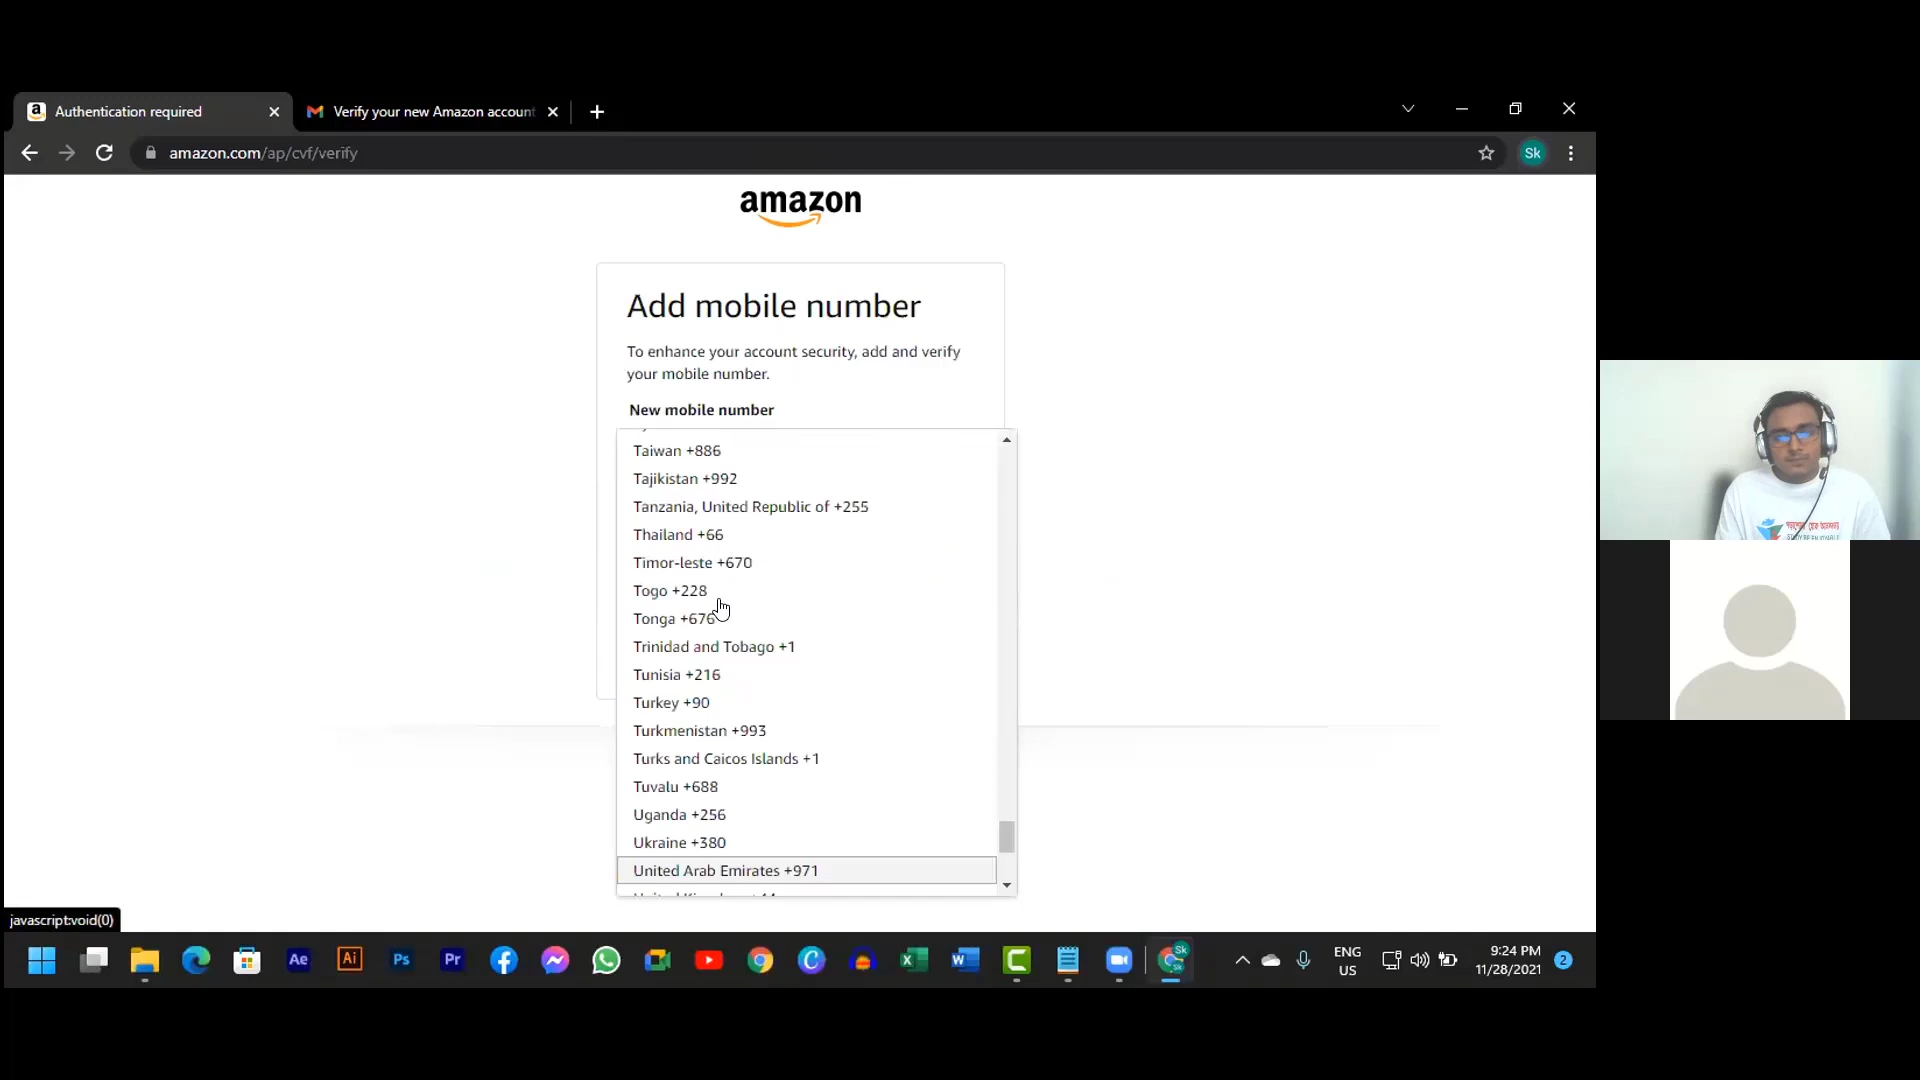 Authentication required
Verify your new Amazon account
amazon.com/ap/cvf/verify
Sk
amazon
Add mobile number
To enhance your account security, add and verify
your mobile number.
New mobile number
Taiwan +886
Tajikistan +992
Tanzania, United Republic of +255
Thailand +66
Timor-leste +670
Togo +228
Tonga +676
Trinidad and Tobago +1
Tunisia +216
Turkey +90
Turkmenistan +993
Turks and Caicos Islands +1
Tuvalu +688
Uganda +256
Ukraine +380
United Arab Emirates +971
javascript:void(0)
Ae
Ai
Ps
Pr
Sk
Sk
ENG
US
9:24 PM
11/28/2021
2